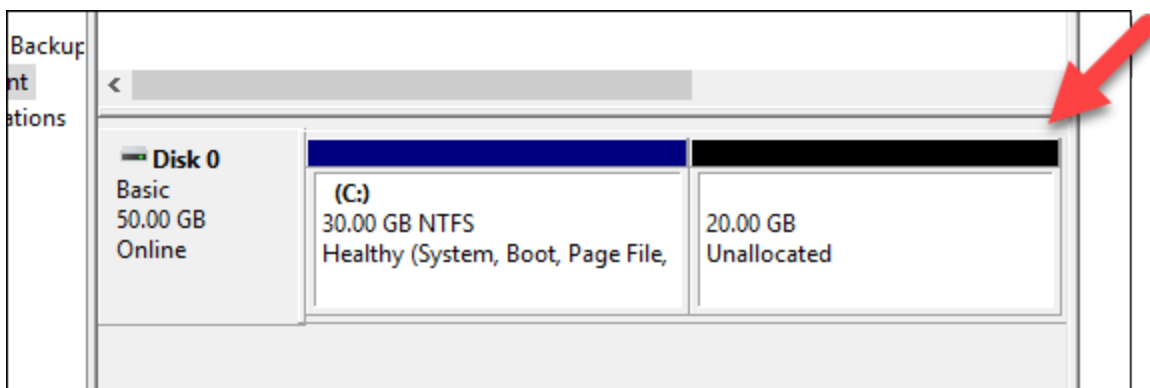 Backup
nt
ations
Disk 0
Basic
50.00 GB
Online
(C:)
30.00 GB NTFS
Healthy (System, Boot, Page File,
20.00 GB
Unallocated